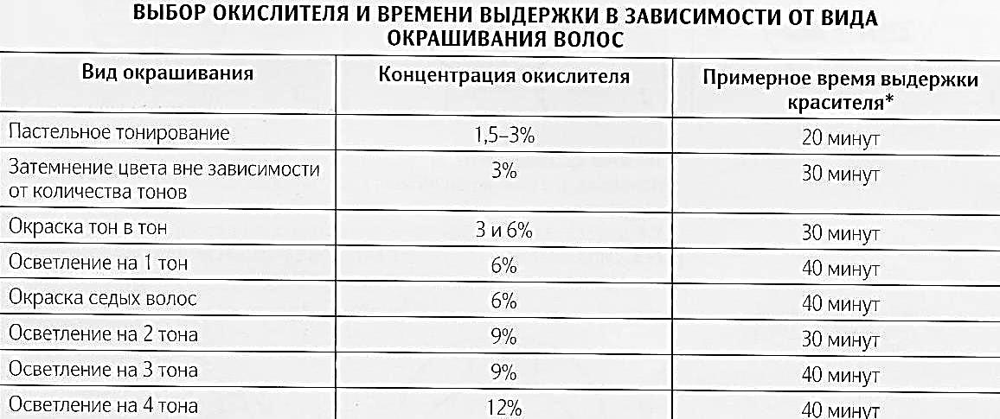 ВЫБОР ОКИСЛИТЕЛЯ И ВРЕМЕНИ ВЫДЕРЖКИ В ЗАВИСИМОСТИ ОТ ВИДА
ОКРАШИВАНИЯ ВОЛОС
Вид окрашивания Концентрация окислителя Примерное время выдержки
красителя*
Пастельное тонирование 1,5–3% 20 минут
Затемнение цвета вне зависимости 3% 30 минут
от количества тонов
Окраска тон в тон 3 и 6% 30 минут
Осветление на 1 тон 6% 40 минут
Окраска седых волос 6% 40 минут
Осветление на 2 тона 9% 30 минут
Осветление на 3 тона 9% 40 минут
Осветление на 4 тона 12% 40 минут